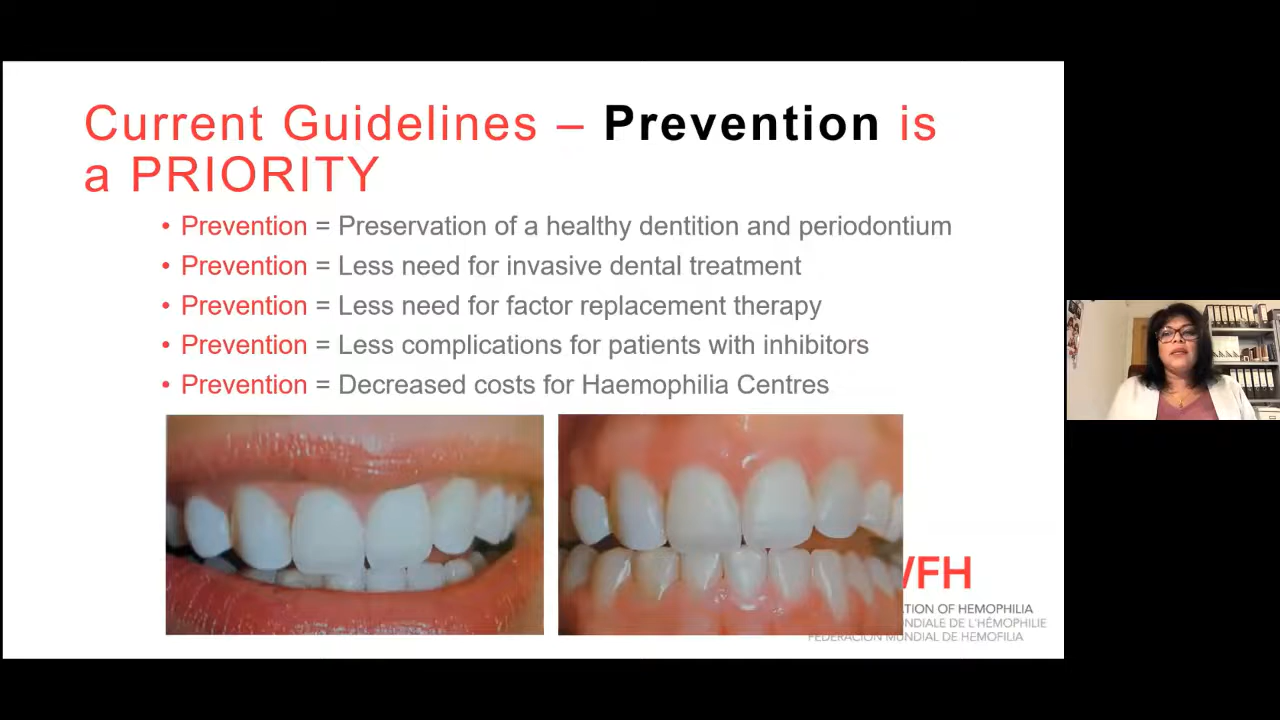 Current Guidelines – Prevention is
a PRIORITY
• Prevention = Preservation of a healthy dentition and periodontium
• Prevention = Less need for invasive dental treatment
• Prevention = Less need for factor replacement therapy
• Prevention = Less complications for patients with inhibitors
• Prevention = Decreased costs for Haemophilia Centres
WFH
OF HEMOPHILIA
DE L'HÉMOPHILIE
FEDERACIÓN MUNDIAL DE HEMOFILIA